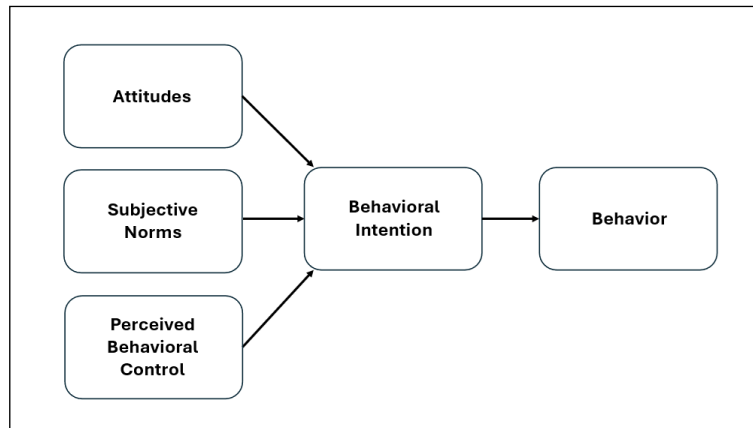 Attitudes
Subjective
Norms
Perceived
Behavioral
Control
Behavioral
Intention
Behavior